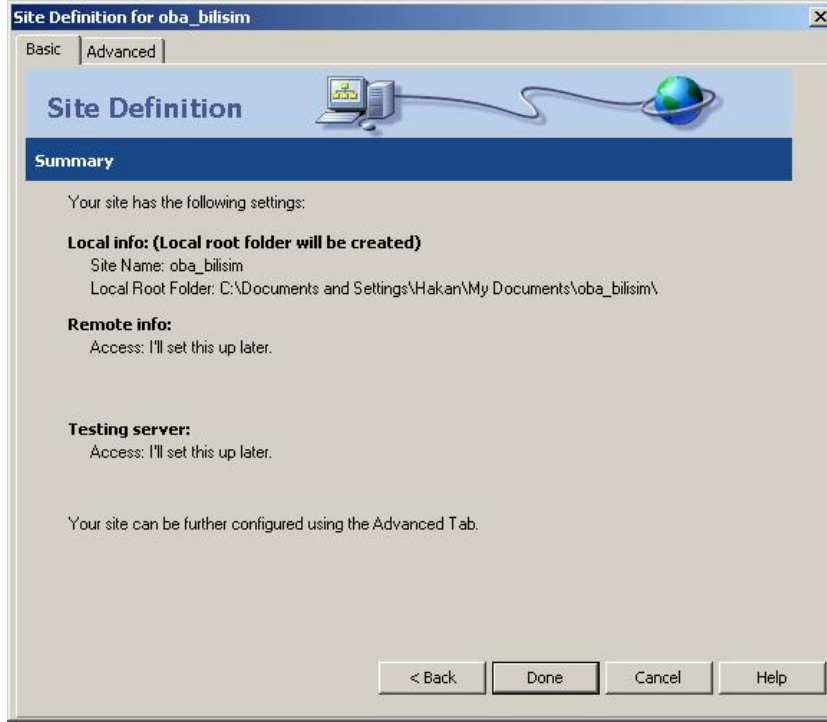 Site Definition for oba_bilisim
Basic
Advanced
Site Definition
Summary
Your site has the following settings:
Local info: (Local root folder will be created)
Site Name: oba_bilisim
Local Root Folder: C:\Documents and Settings\Hakan\My Documents\oba_bilisim\
Remote info:
Access: I'll set this up later.
Testing server:
Access: I'll set this up later.
Your site can be further configured using the Advanced Tab.
< Back
Done
Cancel
Help